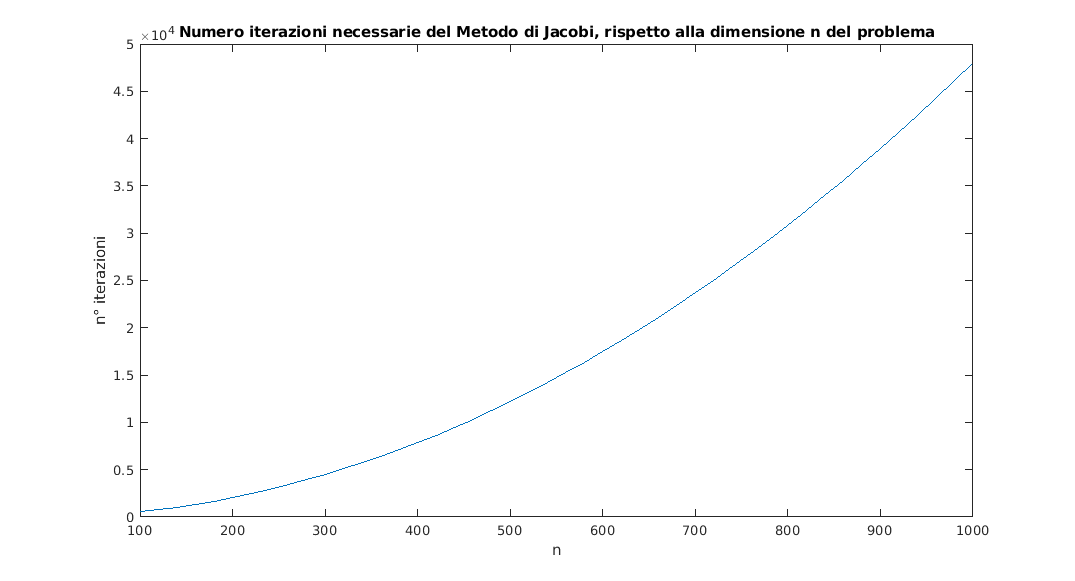 ×10⁴ Numero iterazioni necessarie del Metodo di Jacobi, rispetto alla dimensione n del problema
5
4.5
4
3.5
3
2.5
2
1.5
1
0.5
0
n° iterazioni
100 200 300 400 500 600 700 800 900 1000
n